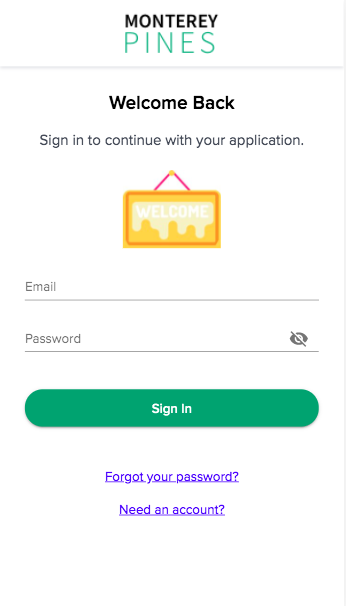 MONTEREY
PINES
Welcome Back
Sign in to continue with your application.
WELCOME
Email
Password
Sign In
Forgot your password?
Need an account?